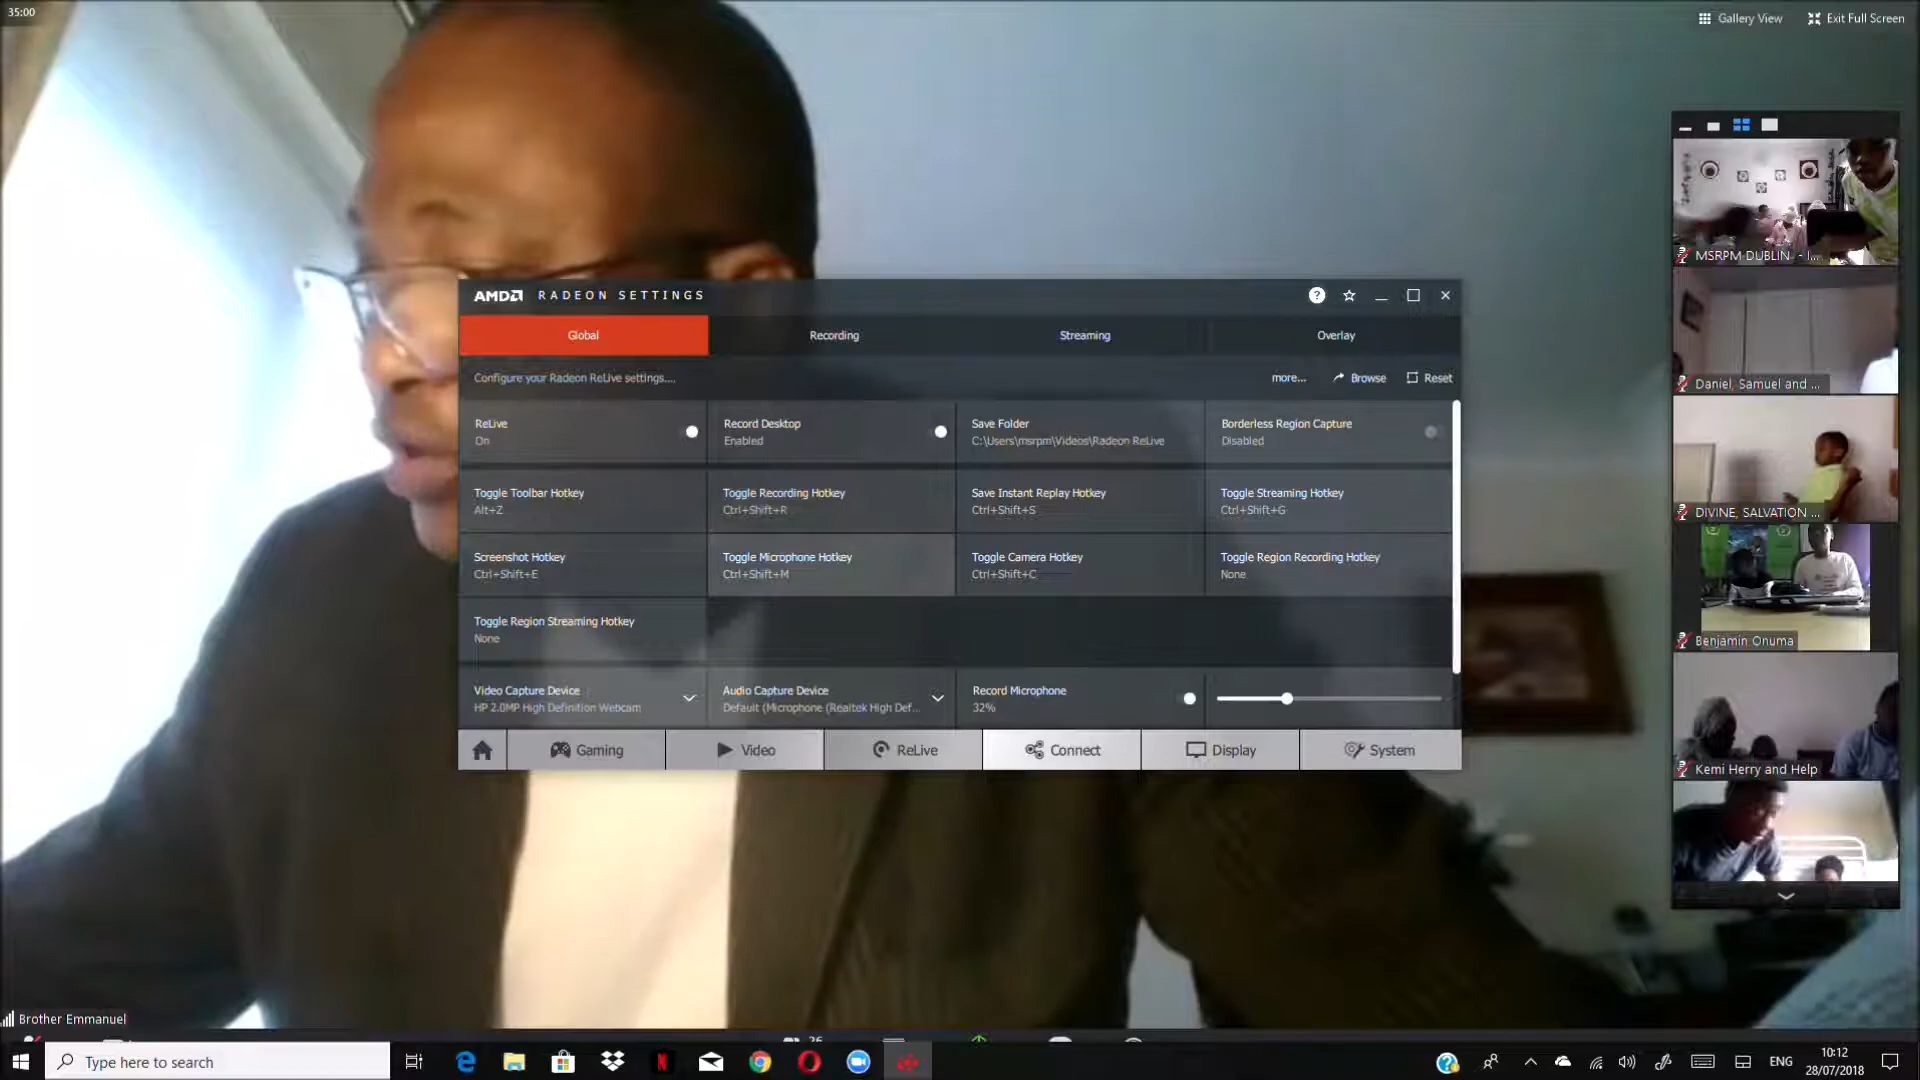 35:00
Gallery View
Exit Full Screen
AMD RADEON SETTINGS
Global
Recording
Streaming
Overlay
Configure your Radeon ReLive settings....
more...
Browse
Reset
ReLive
On
Record Desktop
Enabled
Save Folder
C:\Users\msrpm\Videos\Radeon ReLive
Borderless Region Capture
Disabled
Toggle Toolbar Hotkey
Alt+Z
Toggle Recording Hotkey
Ctrl+Shift+R
Save Instant Replay Hotkey
Ctrl+Shift+S
Toggle Streaming Hotkey
Ctrl+Shift+G
Screenshot Hotkey
Ctrl+Shift+E
Toggle Microphone Hotkey
Ctrl+Shift+M
Toggle Camera Hotkey
Ctrl+Shift+C
Toggle Region Recording Hotkey
None
Toggle Region Streaming Hotkey
None
Video Capture Device
HP 2.0MP High Definition Webcam
Audio Capture Device
Default (Microphone (Realtek High Def...
Record Microphone
32%
Gaming
Video
ReLive
Connect
Display
System
MSRPM DUBLIN - I...
Daniel, Samuel and ...
DIVINE, SALVATION ...
Benjamin Onuma
Kemi Herry and Help
Brother Emmanuel
Type here to search
ENG
10:12
28/07/2018